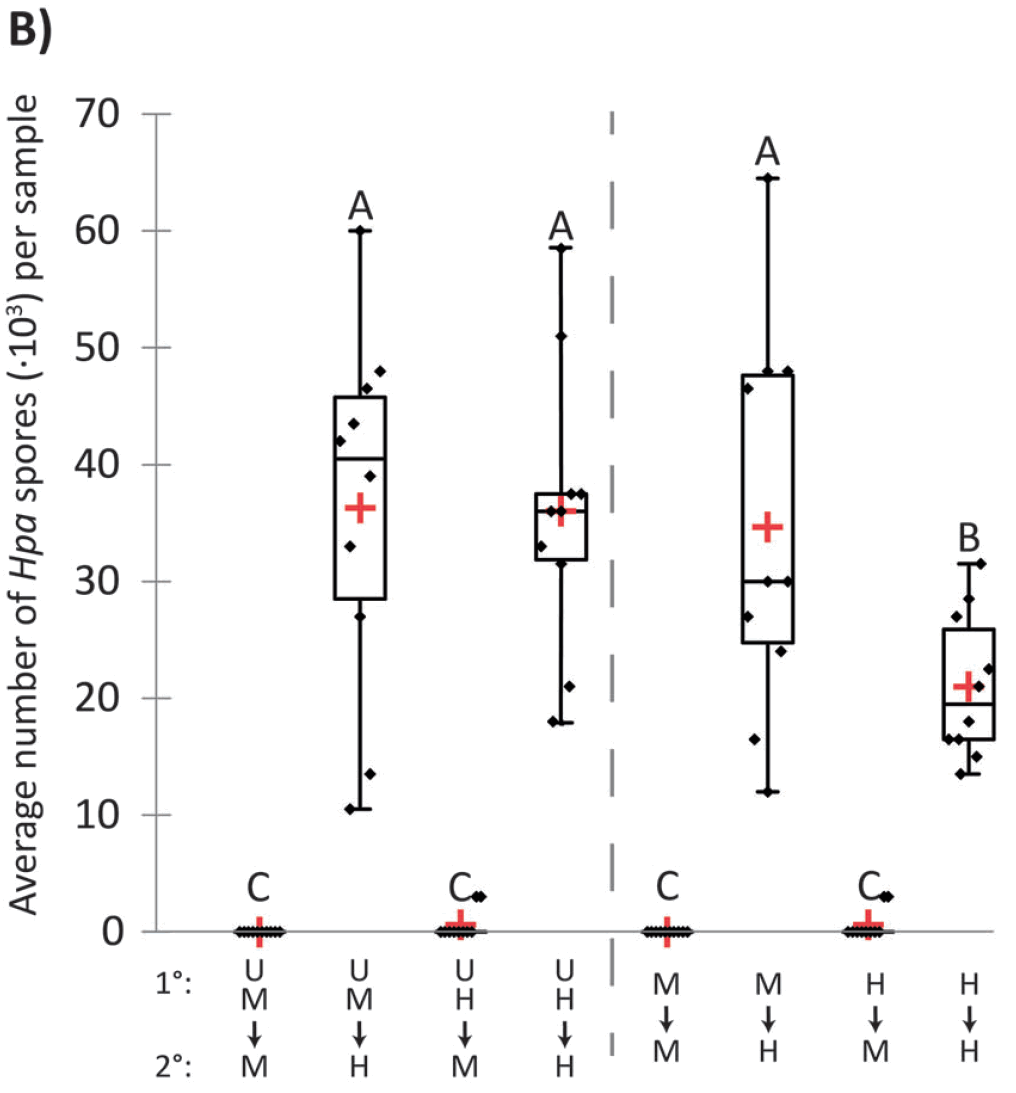 B)
Average number of Hpa spores (·10³) per sample
70
60
50
40
30
20
10
0
A
A
A
B
C
C
C
C
1°:
U U U U M M H H
M M H H
2°:
M H M H M H M H